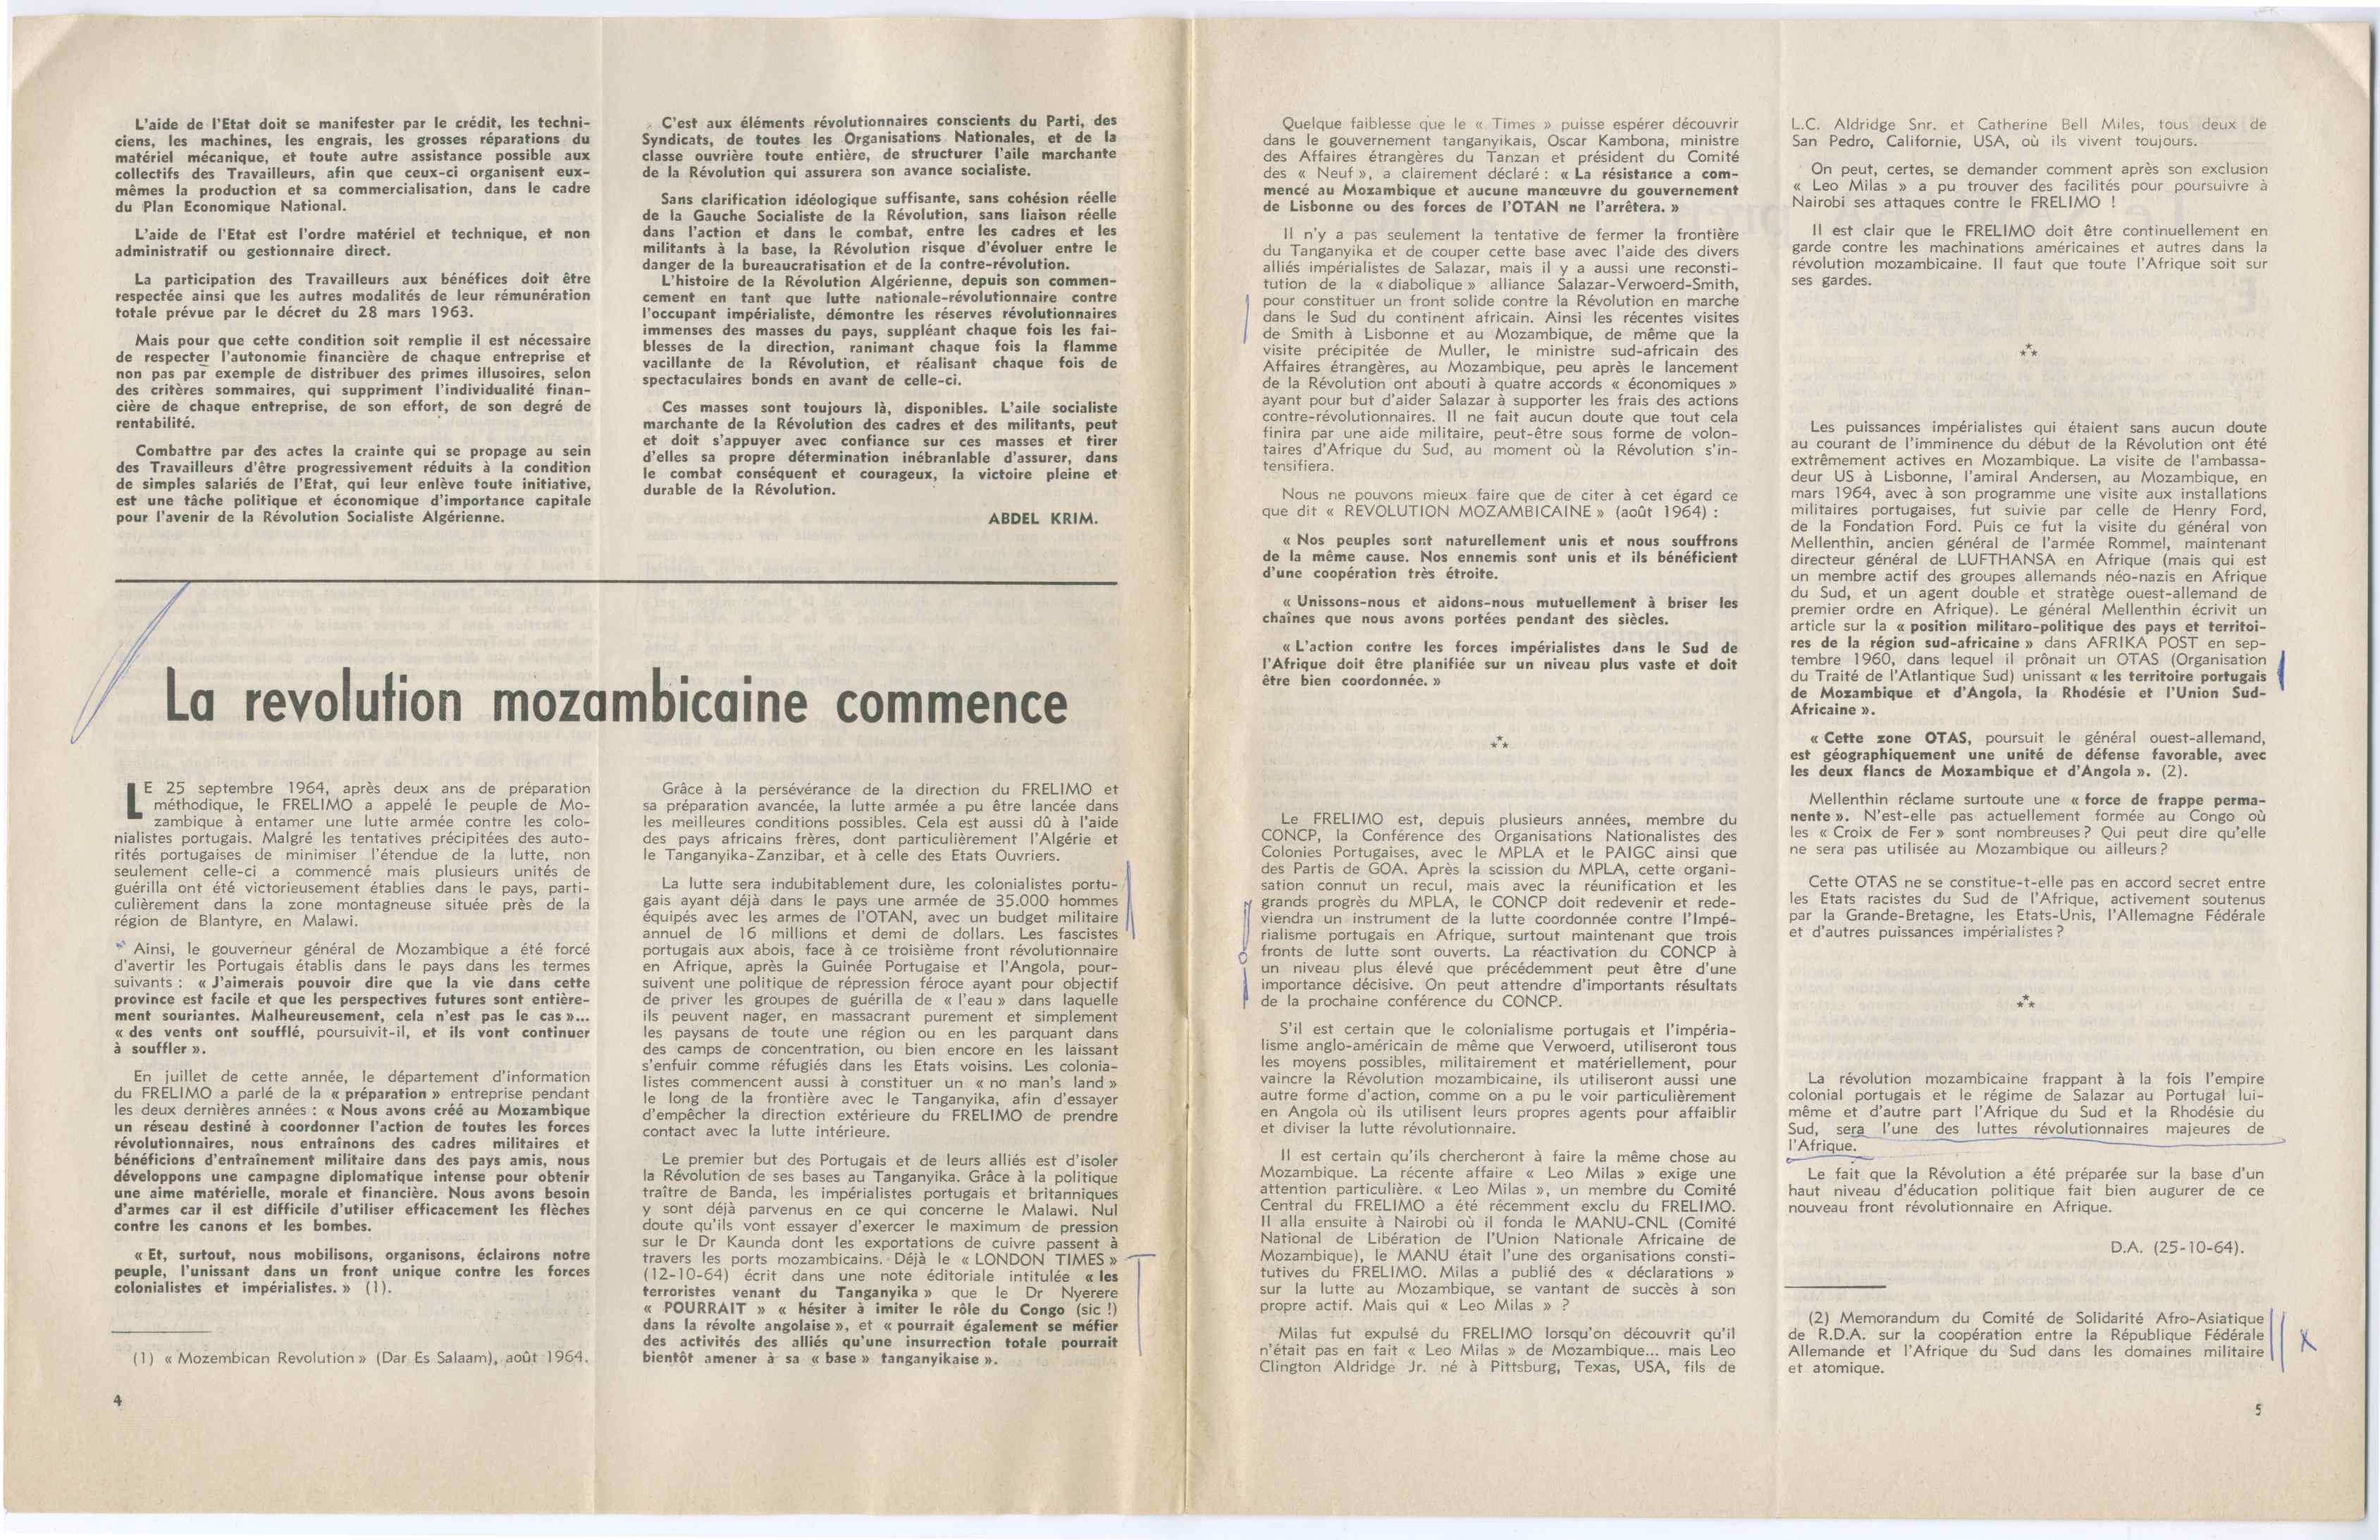 L'aide de l'Etat doit se manifester par le crédit, les techni-
ciens, les machines, les engrais, les grosses réparations du
matériel mécanique, et toute autre assistance possible aux
collectifs des Travailleurs, afin que ceux-ci organisent eux-
mêmes la production et sa commercialisation, dans le cadre
du Plan Economique National.
L'aide de l'Etat est l'ordre matériel et technique, et non
administratif ou gestionnaire direct.
La participation des Travailleurs aux bénéfices doit être
respectée ainsi que les autres modalités de leur rémunération
totale prévue par le décret du 28 mars 1963.
Mais pour que cette condition soit remplie il est nécessaire
de respecter l'autonomie financière de chaque entreprise et
non pas par exemple de distribuer des primes illusoires, selon
des critères sommaires, qui suppriment l'individualité finan-
cière de chaque entreprise, de son effort, de son degré de
rentabilité.
Combattre par des actes la crainte qui se propage au sein
des Travailleurs d'être progressivement réduits à la condition
de simples salariés de l'Etat, qui leur enlève toute initiative,
est une tâche politique et économique d'importance capitale
pour l'avenir de la Révolution Socialiste Algérienne.
C'est aux éléments révolutionnaires conscients du Parti, des
Syndicats, de toutes les Organisations Nationales, et de la
classe ouvrière toute entière, de structurer l'aile marchante
de la Révolution qui assurera son avance socialiste.
Sans clarification idéologique suffisante, sans cohésion réelle
de la Gauche Socialiste de la Révolution, sans liaison réelle
dans l'action et dans le combat, entre les cadres et les
militants à la base, la Révolution risque d'évoluer entre le
danger de la bureaucratisation et de la contre-révolution.
L'histoire de la Révolution Algérienne, depuis son commen-
cement en tant que lutte nationale-révolutionnaire contre
l'occupant impérialiste, démontre les réserves révolutionnaires
immenses des masses du pays, suppléant chaque fois les fai-
blesses de la direction, ranimant chaque fois la flamme
vacillante de la Révolution, et réalisant chaque fois de
spectaculaires bonds en avant de celle-ci.
Ces masses sont toujours là, disponibles. L'aile socialiste
marchante de la Révolution des cadres et des militants, peut
et doit s'appuyer avec confiance sur ces masses et tirer
d'elles sa propre détermination inébranlable d'assurer, dans
le combat conséquent et courageux, la victoire pleine et
durable de la Révolution.
ABDEL KRIM.
La revolution mozambicaine commence
LE 25 septembre 1964, après deux ans de préparation
méthodique, le FRELIMO a appelé le peuple de Mo-
zambique à entamer une lutte armée contre les colo-
nialistes portugais. Malgré les tentatives précipitées des auto-
rités portugaises de minimiser l'étendue de la lutte, non
seulement celle-ci a commencé mais plusieurs unités de
guérilla ont été victorieusement établies dans le pays, parti-
culièrement dans la zone montagneuse située près de la
région de Blantyre, en Malawi.
Ainsi, le gouverneur général de Mozambique a été forcé
d'avertir les Portugais établis dans le pays dans les termes
suivants : « J'aimerais pouvoir dire que la vie dans cette
province est facile et que les perspectives futures sont entière-
ment souriantes. Malheureusement, cela n'est pas le cas »...
« des vents ont soufflé, poursuivit-il, et ils vont continuer
à souffler ».
En juillet de cette année, le département d'information
du FRELIMO a parlé de la « préparation » entreprise pendant
les deux dernières années : « Nous avons créé au Mozambique
un réseau destiné à coordonner l'action de toutes les forces
révolutionnaires, nous entraînons des cadres militaires et
bénéficions d'entraînement militaire dans des pays amis, nous
développons une campagne diplomatique intense pour obtenir
une aime matérielle, morale et financière. Nous avons besoin
d'armes car il est difficile d'utiliser efficacement les flèches
contre les canons et les bombes.
« Et, surtout, nous mobilisons, organisons, éclairons notre
peuple, l'unissant dans un front unique contre les forces
colonialistes et impérialistes. » (1).
(1) « Mozembican Revolution » (Dar Es Salaam), août 1964.
4
Grâce à la persévérance de la direction du FRELIMO et
sa préparation avancée, la lutte armée a pu être lancée dans
les meilleures conditions possibles. Cela est aussi dû à l'aide
des pays africains frères, dont particulièrement l'Algérie et
le Tanganyika-Zanzibar, et à celle des Etats Ouvriers.
La lutte sera indubitablement dure, les colonialistes portu-
gais ayant déjà dans le pays une armée de 35.000 hommes
équipés avec les armes de l'OTAN, avec un budget militaire
annuel de 16 millions et demi de dollars. Les fascistes
portugais aux abois, face à ce troisième front révolutionnaire
en Afrique, après la Guinée Portugaise et l'Angola, pour-
suivent une politique de répression féroce ayant pour objectif
de priver les groupes de guérilla de « l'eau » dans laquelle
ils peuvent nager, en massacrant purement et simplement
les paysans de toute une région ou en les parquant dans
des camps de concentration, ou bien encore en les laissant
s'enfuir comme réfugiés dans les Etats voisins. Les colonia-
listes commencent aussi à constituer un « no man's land »
le long de la frontière avec le Tanganyika, afin d'essayer
d'empêcher la direction extérieure du FRELIMO de prendre
contact avec la lutte intérieure.
Le premier but des Portugais et de leurs alliés est d'isoler
la Révolution de ses bases au Tanganyika. Grâce à la politique
traître de Banda, les impérialistes portugais et britanniques
y sont déjà parvenus en ce qui concerne le Malawi. Nul
doute qu'ils vont essayer d'exercer le maximum de pression
sur le Dr Kaunda dont les exportations de cuivre passent à
travers les ports mozambicains. Déjà le « LONDON TIMES »
(12-10-64) écrit dans une note éditoriale intitulée « les
terroristes venant du Tanganyika » que le Dr Nyerere
« POURRAIT » « hésiter à imiter le rôle du Congo (sic !)
dans la révolte angolaise », et « pourrait également se méfier
des activités des alliés qu'une insurrection totale pourrait
bientôt amener à sa « base » tanganyikaise ».
Quelque faiblesse que le « Times » puisse espérer découvrir
dans le gouvernement tanganyikais, Oscar Kambona, ministre
des Affaires étrangères du Tanzan et président du Comité
des « Neuf », a clairement déclaré : « La résistance a com-
mencé au Mozambique et aucune manœuvre du gouvernement
de Lisbonne ou des forces de l'OTAN ne l'arrêtera. »
Il n'y a pas seulement la tentative de fermer la frontière
du Tanganyika et de couper cette base avec l'aide des divers
alliés impérialistes de Salazar, mais il y a aussi une reconsti-
tution de la « diabolique » alliance Salazar-Verwoerd-Smith,
pour constituer un front solide contre la Révolution en marche
dans le Sud du continent africain. Ainsi les récentes visites
de Smith à Lisbonne et au Mozambique, de même que la
visite précipitée de Muller, le ministre sud-africain des
Affaires étrangères, au Mozambique, peu après le lancement
de la Révolution ont abouti à quatre accords « économiques »
ayant pour but d'aider Salazar à supporter les frais des actions
contre-révolutionnaires. Il ne fait aucun doute que tout cela
finira par une aide militaire, peut-être sous forme de volon-
taires d'Afrique du Sud, au moment où la Révolution s'in-
tensifiera.
Nous ne pouvons mieux faire que de citer à cet égard ce
que dit « REVOLUTION MOZAMBICAINE » (août 1964) :
« Nos peuples sont naturellement unis et nous souffrons
de la même cause. Nos ennemis sont unis et ils bénéficient
d'une coopération très étroite.
« Unissons-nous et aidons-nous mutuellement à briser les
chaînes que nous avons portées pendant des siècles.
« L'action contre les forces impérialistes dans le Sud de
l'Afrique doit être planifiée sur un niveau plus vaste et doit
être bien coordonnée. »
***
Le FRELIMO est, depuis plusieurs années, membre du
CONCP, la Conférence des Organisations Nationalistes des
Colonies Portugaises, avec le MPLA et le PAIGC ainsi que
des Partis de GOA. Après la scission du MPLA, cette organi-
sation connut un recul, mais avec la réunification et les
grands progrès du MPLA, le CONCP doit redevenir et rede-
viendra un instrument de la lutte coordonnée contre l'Impé-
rialisme portugais en Afrique, surtout maintenant que trois
fronts de lutte sont ouverts. La réactivation du CONCP à
un niveau plus élevé que précédemment peut être d'une
importance décisive. On peut attendre d'importants résultats
de la prochaine conférence du CONCP.
S'il est certain que le colonialisme portugais et l'impéria-
lisme anglo-américain de même que Verwoerd, utiliseront tous
les moyens possibles, militairement et matériellement, pour
vaincre la Révolution mozambicaine, ils utiliseront aussi une
autre forme d'action, comme on a pu le voir particulièrement
en Angola où ils utilisent leurs propres agents pour affaiblir
et diviser la lutte révolutionnaire.
Il est certain qu'ils chercheront à faire la même chose au
Mozambique. La récente affaire « Leo Milas » exige une
attention particulière. « Leo Milas », un membre du Comité
Central du FRELIMO a été récemment exclu du FRELIMO.
Il alla ensuite à Nairobi où il fonda le MANU-CNL (Comité
National de Libération de l'Union Nationale Africaine de
Mozambique), le MANU était l'une des organisations consti-
tutives du FRELIMO. Milas a publié des « déclarations »
sur la lutte au Mozambique, se vantant de succès à son
propre actif. Mais qui « Leo Milas » ?
Milas fut expulsé du FRELIMO lorsqu'on découvrit qu'il
n'était pas en fait « Leo Milas » de Mozambique... mais Leo
Clington Aldridge Jr. né à Pittsburg, Texas, USA, fils de
L.C. Aldridge Snr. et Catherine Bell Miles, tous deux de
San Pedro, Californie, USA, où ils vivent toujours.
On peut, certes, se demander comment après son exclusion
« Leo Milas » a pu trouver des facilités pour poursuivre à
Nairobi ses attaques contre le FRELIMO !
Il est clair que le FRELIMO doit être continuellement en
garde contre les machinations américaines et autres dans la
révolution mozambicaine. Il faut que toute l'Afrique soit sur
ses gardes.
***
Les puissances impérialistes qui étaient sans aucun doute
au courant de l'imminence du début de la Révolution ont été
extrêmement actives en Mozambique. La visite de l'ambassa-
deur US à Lisbonne, l'amiral Andersen, au Mozambique, en
mars 1964, avec à son programme une visite aux installations
militaires portugaises, fut suivie par celle de Henry Ford,
de la Fondation Ford. Puis ce fut la visite du général von
Mellenthin, ancien général de l'armée Rommel, maintenant
directeur général de LUFTHANSA en Afrique (mais qui est
un membre actif des groupes allemands néo-nazis en Afrique
du Sud, et un agent double et stratège ouest-allemand de
premier ordre en Afrique). Le général Mellenthin écrivit un
article sur la « position militaro-politique des pays et territoi-
res de la région sud-africaine » dans AFRIKA POST en sep-
tembre 1960, dans lequel il prônait un OTAS (Organisation
du Traité de l'Atlantique Sud) unissant « les territoire portugais
de Mozambique et d'Angola, la Rhodésie et l'Union Sud-
Africaine ».
« Cette zone OTAS, poursuit le général ouest-allemand,
est géographiquement une unité de défense favorable, avec
les deux flancs de Mozambique et d'Angola ». (2).
Mellenthin réclame surtoute une « force de frappe perma-
nente ». N'est-elle pas actuellement formée au Congo où
les « Croix de Fer » sont nombreuses ? Qui peut dire qu'elle
ne sera pas utilisée au Mozambique ou ailleurs ?
Cette OTAS ne se constitue-t-elle pas en accord secret entre
les Etats racistes du Sud de l'Afrique, activement soutenus
par la Grande-Bretagne, les Etats-Unis, l'Allemagne Fédérale
et d'autres puissances impérialistes ?
***
La révolution mozambicaine frappant à la fois l'empire
colonial portugais et le régime de Salazar au Portugal lui-
même et d'autre part l'Afrique du Sud et la Rhodésie du
Sud, sera l'une des luttes révolutionnaires majeures de
l'Afrique.
Le fait que la Révolution a été préparée sur la base d'un
haut niveau d'éducation politique fait bien augurer de ce
nouveau front révolutionnaire en Afrique.
D.A. (25-10-64).
(2) Memorandum du Comité de Solidarité Afro-Asiatique
de R.D.A. sur la coopération entre la République Fédérale
Allemande et l'Afrique du Sud dans les domaines militaire
et atomique.
5